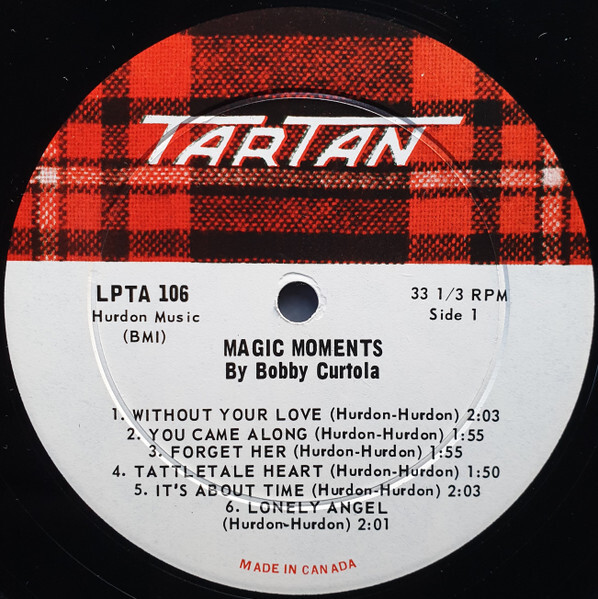 TARTAN
LPTA 106
33 1/3 RPM
Hurdon Music
Side 1
(BMI)
MAGIC MOMENTS
By Bobby Curtola
1. WITHOUT YOUR LOVE (Hurdon-Hurdon) 2:03
2. YOU CAME ALONG (Hurdon-Hurdon) 1:55
3. FORGET HER (Hurdon-Hurdon) 1:55
4. TATTLETALE HEART (Hurdon-Hurdon) 1:50
5. IT'S ABOUT TIME (Hurdon-Hurdon) 2:03
6. LONELY ANGEL
(Hurdon-Hurdon) 2:01
MADE IN CANADA